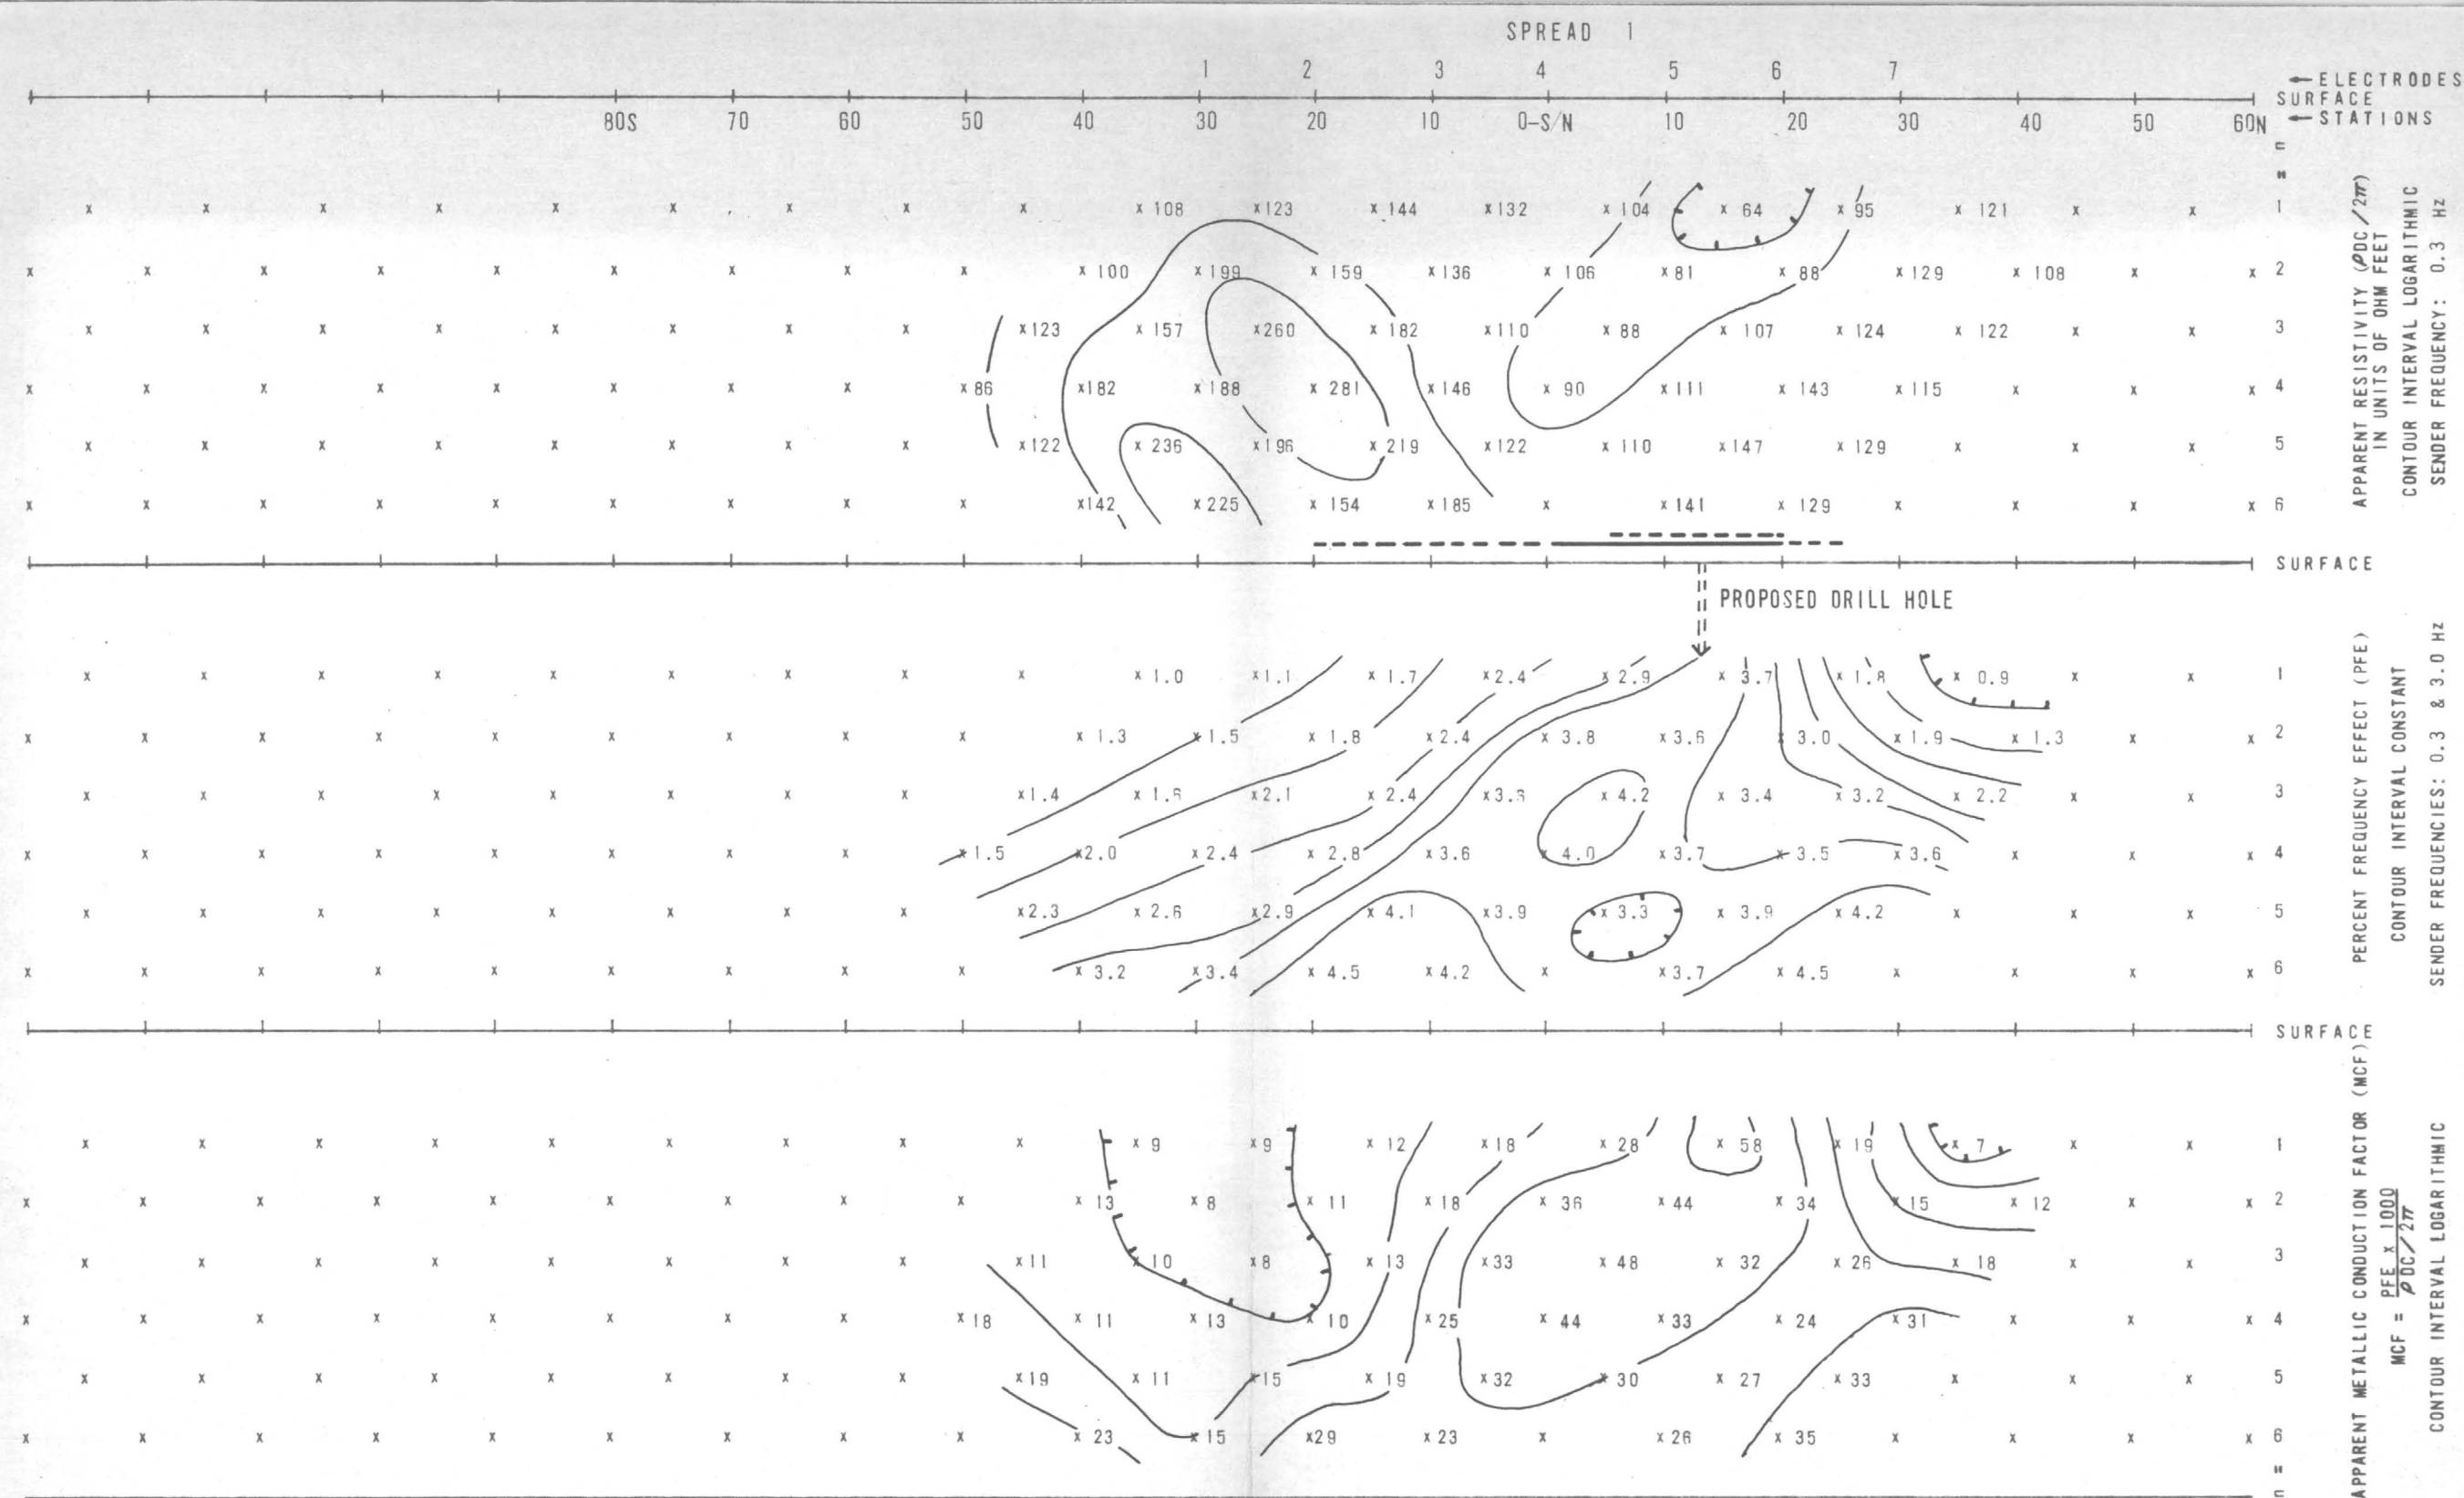 SPREAD 1
1 2 3 4 5 6 7
←ELECTRODES
SURFACE
80S 70 60 50 40 30 20 10 0-S/N 10 20 30 40 50 60N ←STATIONS
n =
x x x x x x x x x x 108 x 123 x 144 x 132 x 104 x 64 x 95 x 121 x x 1
x x x x x x x x x x 100 x 199 x 159 x 136 x 106 x 81 x 88 x 129 x 108 x x 2
x x x x x x x x x 123 x 157 x 260 x 182 x 110 x 88 x 107 x 124 x 122 x x 3
x x x x x x x x x 86 x 182 x 188 x 281 x 146 x 90 x 111 x 143 x 115 x x x 4
x x x x x x x x x 122 x 236 x 196 x 219 x 122 x 110 x 147 x 129 x x x 5
x x x x x x x x x x 142 x 225 x 154 x 185 x x 141 x 129 x x x x 6
APPARENT RESISTIVITY (ρDC/2π)
IN UNITS OF OHM FEET
CONTOUR INTERVAL LOGARITHMIC
SENDER FREQUENCY: 0.3 Hz
SURFACE
PROPOSED DRILL HOLE
x x x x x x x x x x 1.0 x 1.1 x 1.7 x 2.4 x 2.9 x 3.7 x 1.8 x 0.9 x x 1
x x x x x x x x x x 1.3 x 1.5 x 1.8 x 2.4 x 3.8 x 3.6 x 3.0 x 1.9 x 1.3 x x 2
x x x x x x x x x 1.4 x 1.6 x 2.1 x 2.4 x x 4.2 x 3.4 x 3.2 x 2.2 x x 3
x x x x x x x x x 1.5 x 2.0 x 2.4 x 2.8 x 3.6 x 4.0 x 3.7 x 3.5 x 3.6 x x x 4
x x x x x x x x x 2.3 x 2.6 x 2.9 x 4.1 x 3.9 x 3.3 x 3.9 x 4.2 x x x 5
x x x x x x x x x x 3.2 x 3.4 x 4.5 x 4.2 x x 3.7 x 4.5 x x x x 6
PERCENT FREQUENCY EFFECT (PFE)
CONTOUR INTERVAL CONSTANT
SENDER FREQUENCIES: 0.3 & 3.0 Hz
SURFACE
x x x x x x x x x x 9 x 9 x 12 x 18 x 28 x 58 x 19 x 7 x x 1
x x x x x x x x x x 13 x 8 x 11 x 18 x 36 x 44 x 34 x 15 x 12 x x 2
x x x x x x x x x 11 x 10 x 8 x 13 x 33 x 48 x 32 x 26 x 18 x x 3
x x x x x x x x x 18 x 11 x 13 x 10 x 25 x 44 x 33 x 24 x 31 x x x 4
x x x x x x x x x 19 x 11 x 15 x 19 x 32 x 30 x 27 x 33 x x x 5
x x x x x x x x x x 23 x 15 x 29 x 23 x x 26 x 35 x x x x 6
n =
APPARENT METALLIC CONDUCTION FACTOR (MCF)
MCF = PFE x 1000
ρDC/2π
CONTOUR INTERVAL LOGARITHMIC